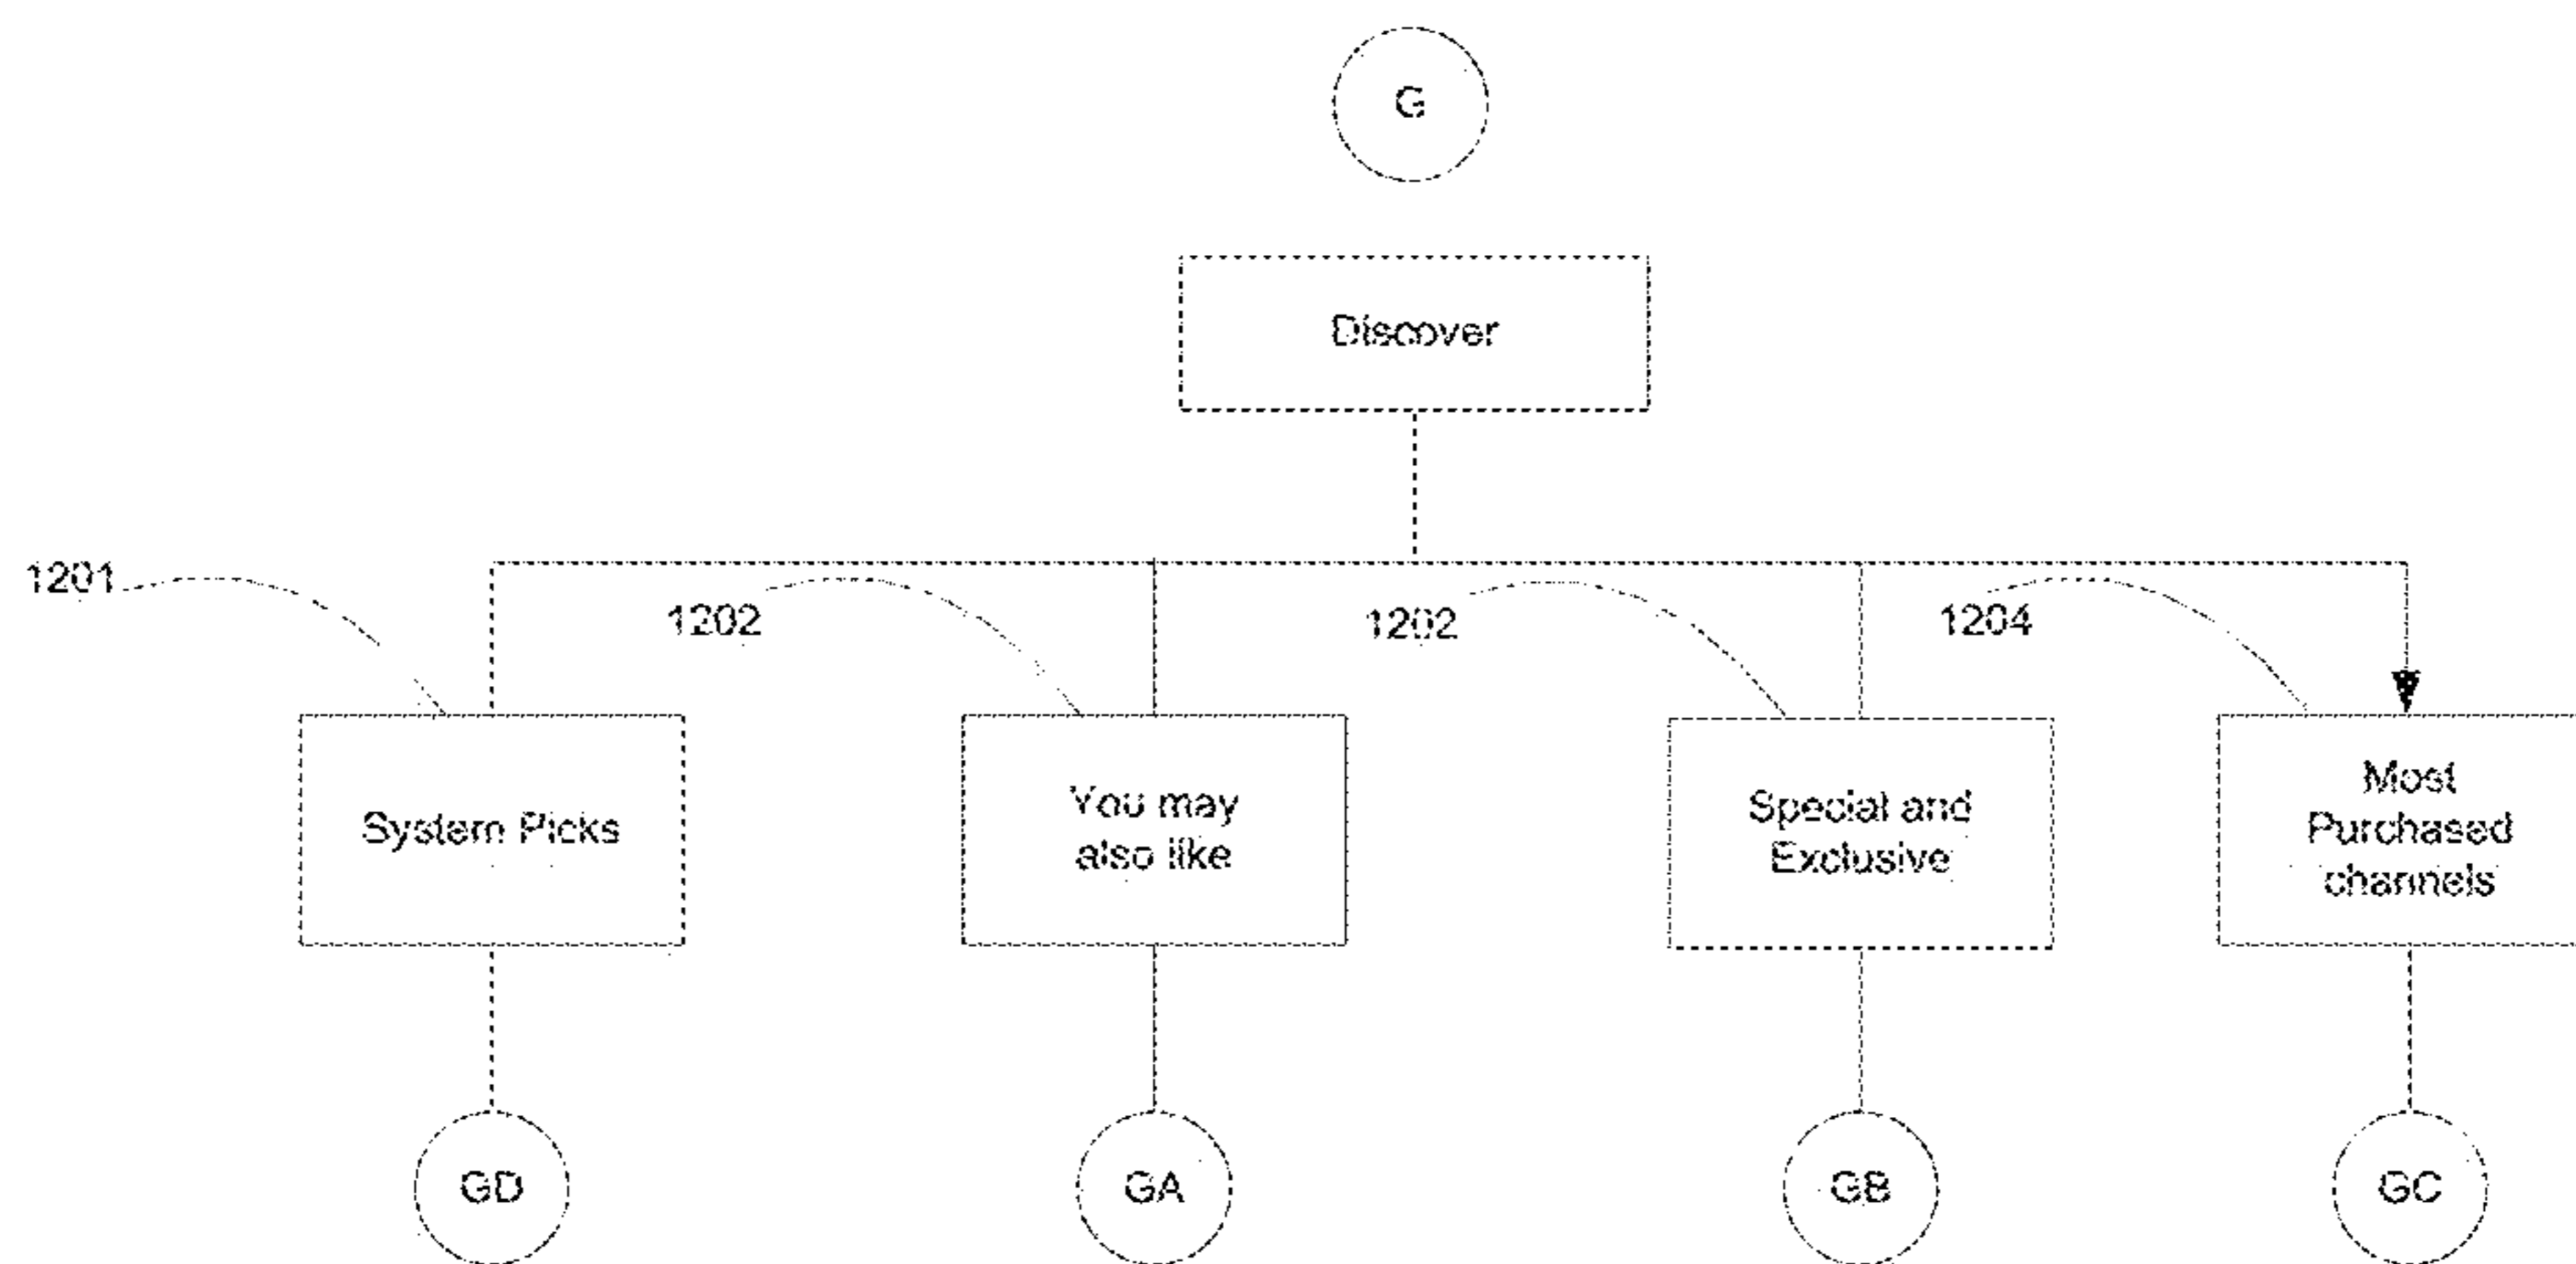 G
Discover
1201
1202
1202
1204
System Picks
You may
also like
Special and
Exclusive
Most
Purchased
channels
GD
GA
GB
GC